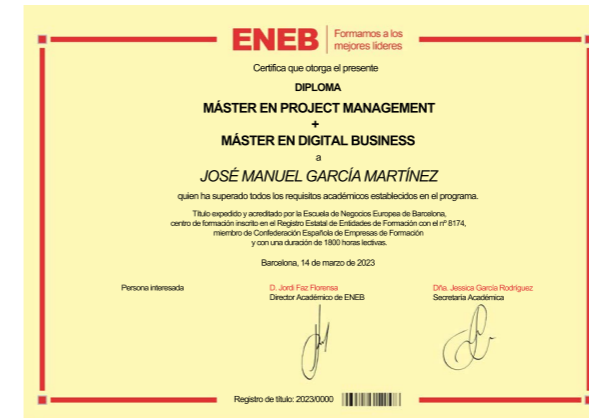 ENEB
Formamos a los
mejores líderes
Certifica que otorga el presente
DIPLOMA
MÁSTER EN PROJECT MANAGEMENT
+
MÁSTER EN DIGITAL BUSINESS
a
JOSÉ MANUEL GARCÍA MARTÍNEZ
quien ha superado todos los requisitos académicos establecidos en el programa.
Título expedido y acreditado por la Escuela de Negocios Europea de Barcelona,
centro de formación inscrito en el Registro Estatal de Entidades de Formación con el nº 8174,
miembro de Confederación Española de Empresas de Formación
y con una duración de 1800 horas lectivas.
Barcelona, 14 de marzo de 2023
Persona interesada
D. Jordi Faz Florensa
Director Académico de ENEB
Dña. Jessica García Rodríguez
Secretaria Académica
Registro de título: 2023/0000